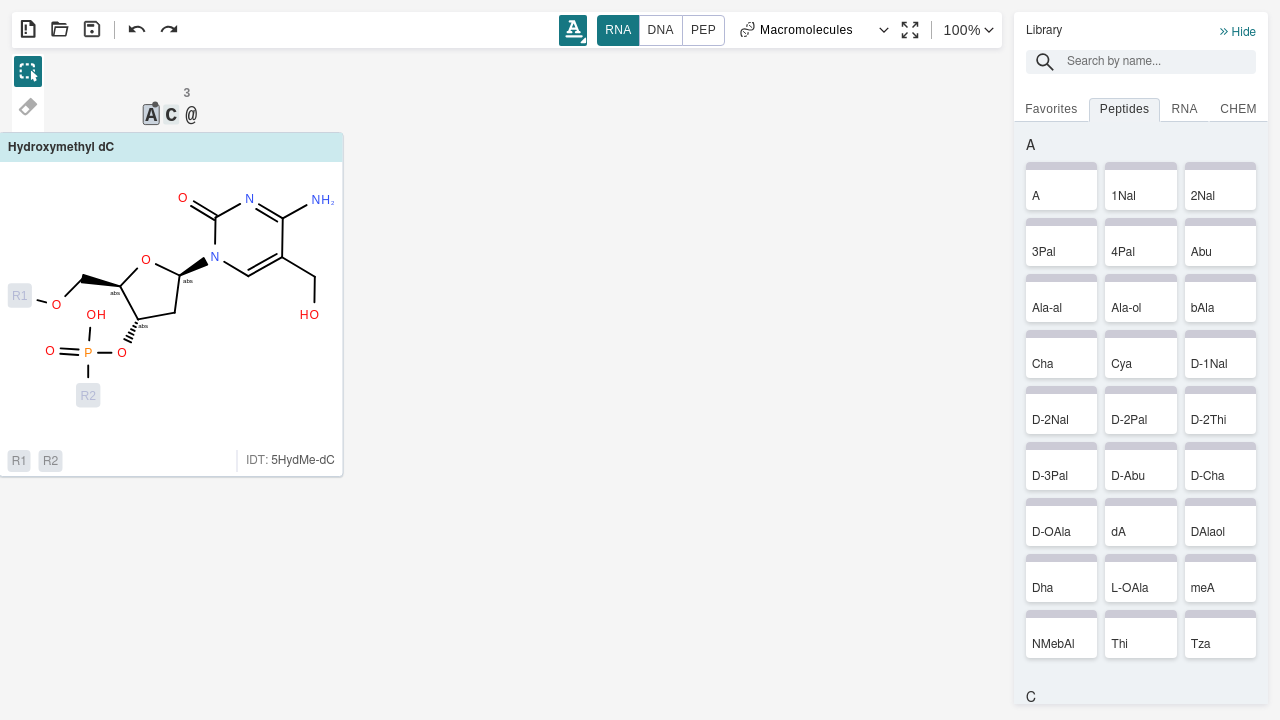 A RNA DNA PEP Macromolecules 100%
3
A C @
Hydroxymethyl dC
O N NH₂
O N
abs
R1 O abs
OH abs HO
O P O
R2
R1 R2 IDT: 5HydMe-dC
Library Hide
Search by name...
Favorites Peptides RNA CHEM
A
A 1Nal 2Nal
3Pal 4Pal Abu
Ala-al Ala-ol bAla
Cha Cya D-1Nal
D-2Nal D-2Pal D-2Thi
D-3Pal D-Abu D-Cha
D-OAla dA DAlaol
Dha L-OAla meA
NMebAl Thi Tza
C